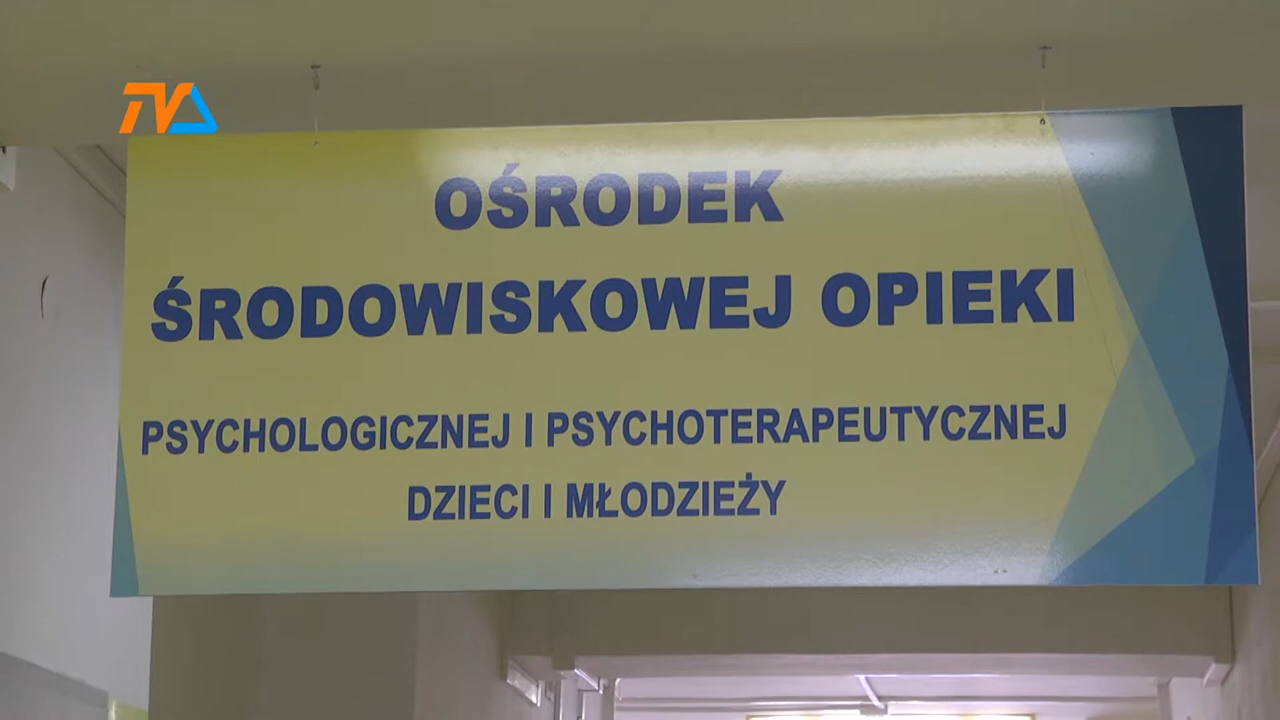 TVA
OŚRODEK
ŚRODOWISKOWEJ OPIEKI
PSYCHOLOGICZNEJ I PSYCHOTERAPEUTYCZNEJ
DZIECI I MŁODZIEŻY